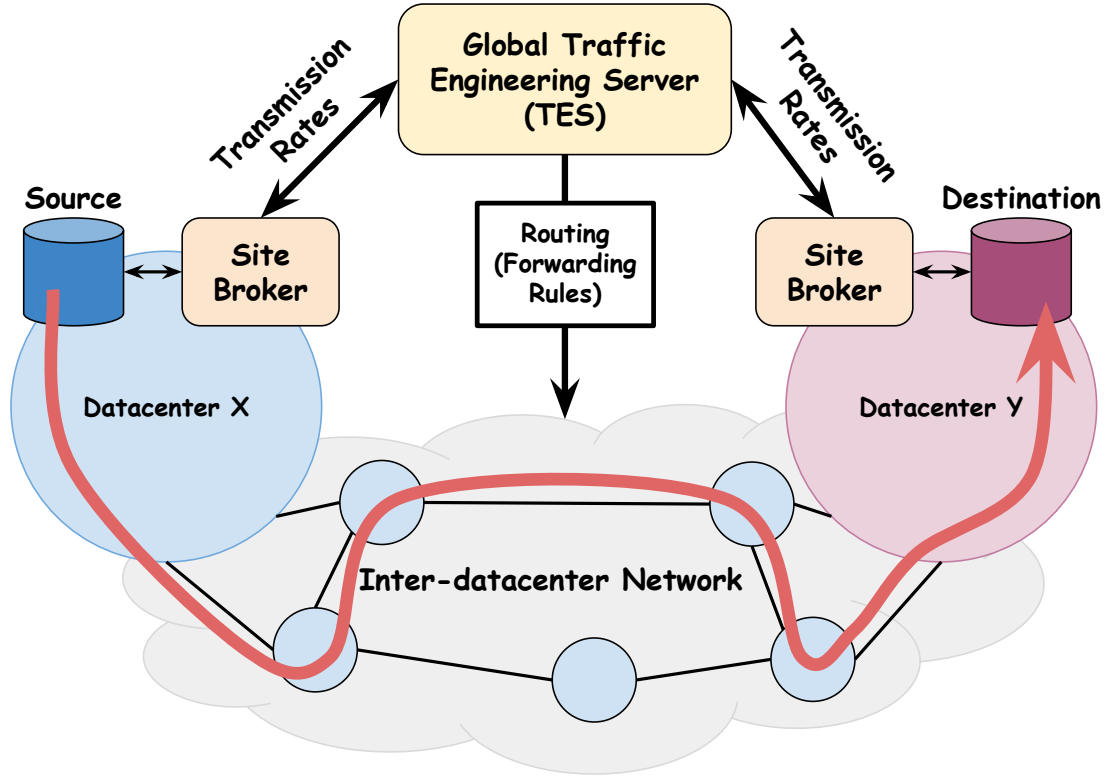 Global Traffic
Engineering Server
(TES)
Transmission
Rates
Transmission
Rates
Source
Destination
Site
Broker
Routing
(Forwarding
Rules)
Site
Broker
Datacenter X
Datacenter Y
Inter-datacenter Network